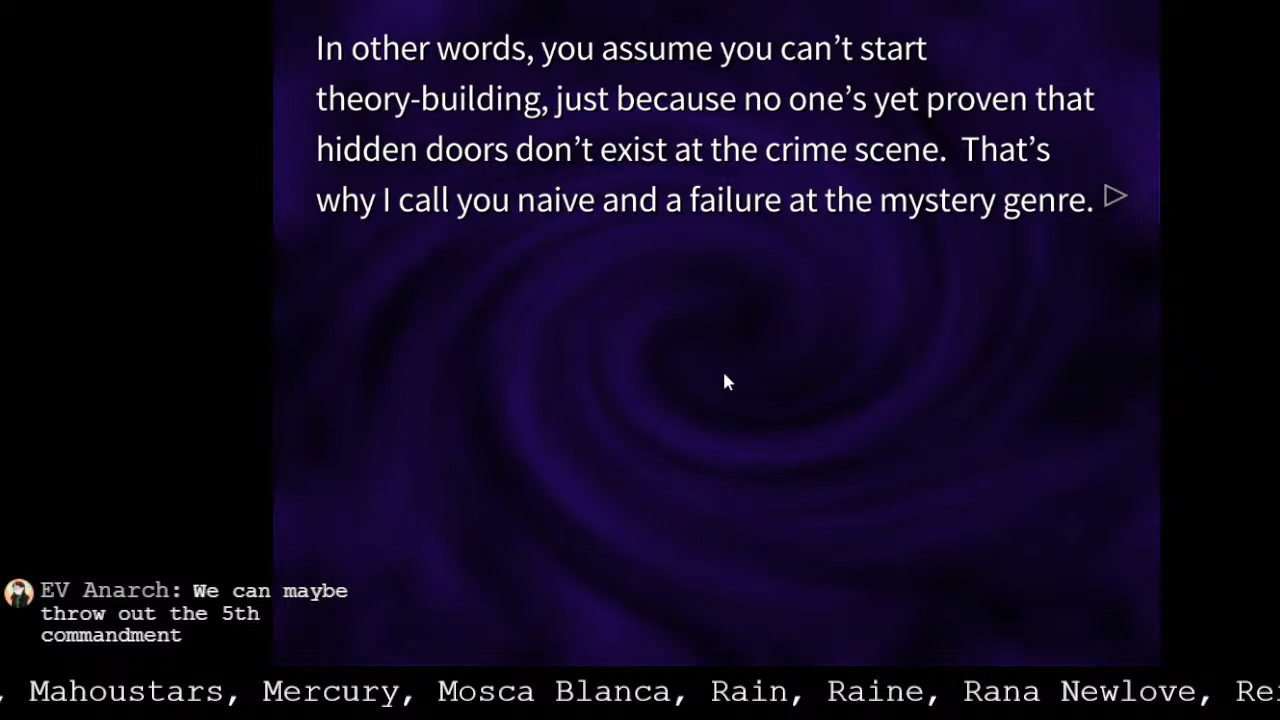 In other words, you assume you can’t start
theory-building, just because no one’s yet proven that
hidden doors don’t exist at the crime scene.  That’s
why I call you naive and a failure at the mystery genre.
EV Anarch: We can maybe
throw out the 5th
commandment
, Mahoustars, Mercury, Mosca Blanca, Rain, Raine, Rana Newlove, Rei